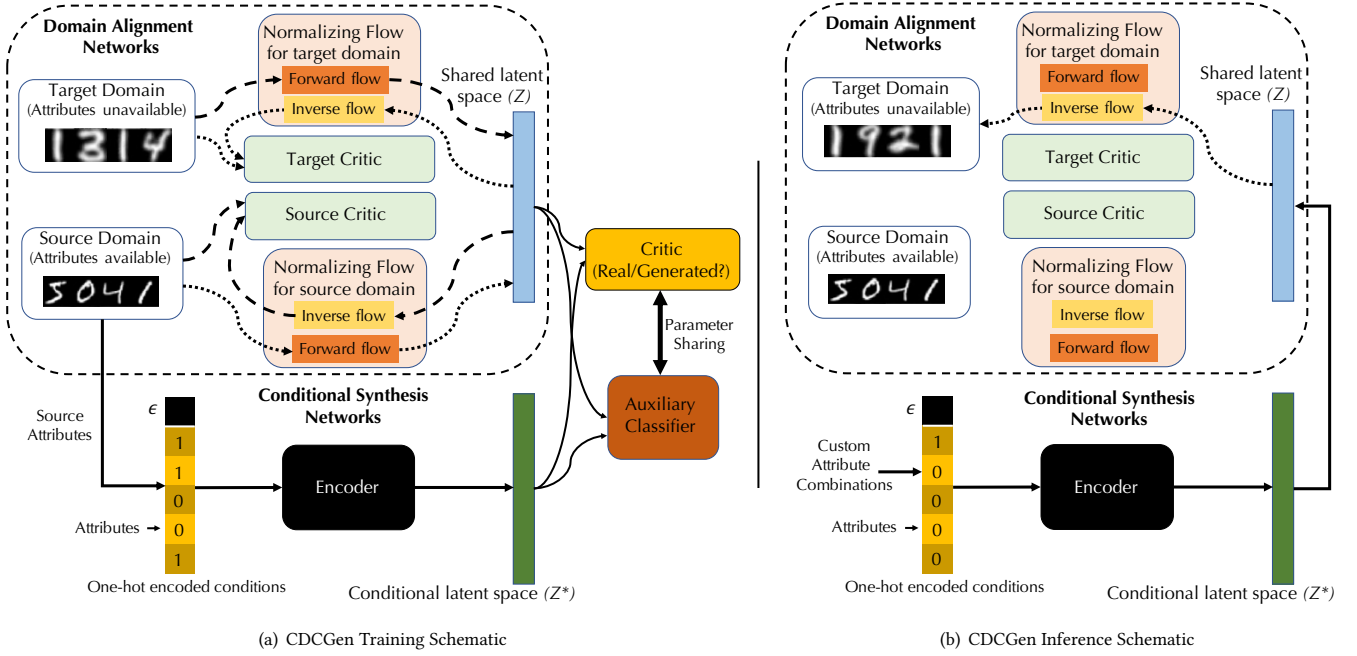 Domain Alignment
Networks
Normalizing Flow
for target domain
Forward flow
Inverse flow
Shared latent
space (Z)
Target Domain
(Attributes unavailable)
1314
Target Critic
Source Critic
Source Domain
(Attributes available)
5041
Normalizing Flow
for source domain
Inverse flow
Forward flow
Critic
(Real/Generated?)
Parameter
Sharing
Auxiliary
Classifier
Conditional Synthesis
Networks
Source
Attributes
ϵ
1
1
0
0
1
Attributes
Encoder
One-hot encoded conditions
Conditional latent space (Z*)
(a) CDCGen Training Schematic
Domain Alignment
Networks
Normalizing Flow
for target domain
Forward flow
Inverse flow
Shared latent
space (Z)
Target Domain
(Attributes unavailable)
1921
Target Critic
Source Critic
Source Domain
(Attributes available)
5041
Normalizing Flow
for source domain
Inverse flow
Forward flow
Conditional Synthesis
Networks
ϵ
1
0
0
0
0
Custom
Attribute
Combinations
Attributes
Encoder
One-hot encoded conditions
Conditional latent space (Z*)
(b) CDCGen Inference Schematic